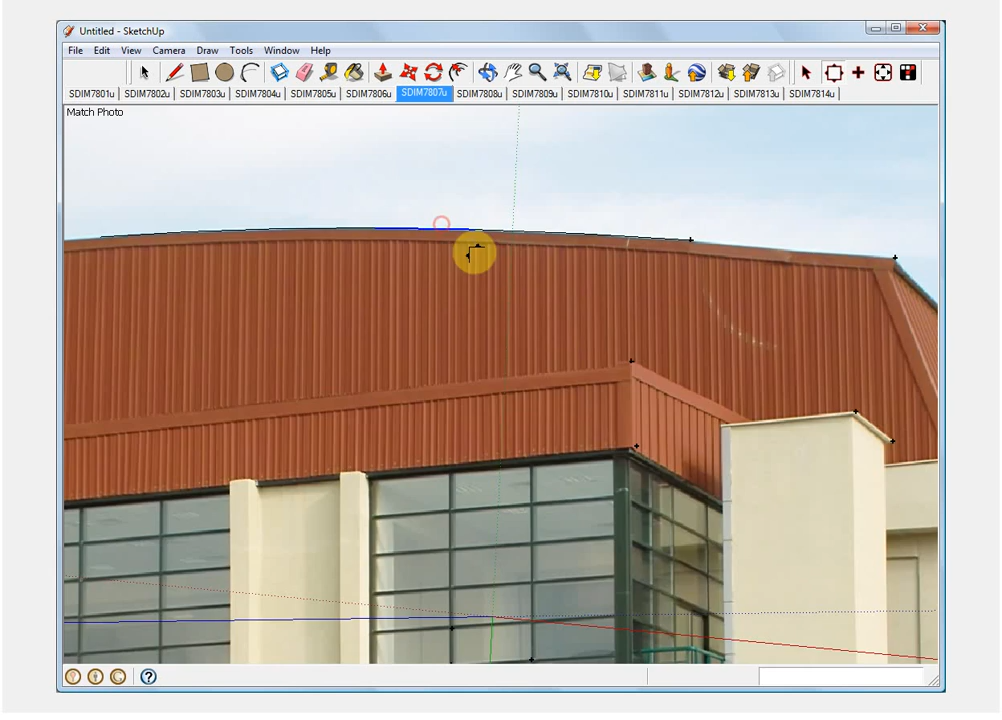 Untitled - SketchUp
File Edit View Camera Draw Tools Window Help
SDIM7801u SDIM7802u SDIM7803u SDIM7804u SDIM7805u SDIM7806u SDIM7807u SDIM7808u SDIM7809u SDIM7810u SDIM7811u SDIM7812u SDIM7813u SDIM7814u
Match Photo